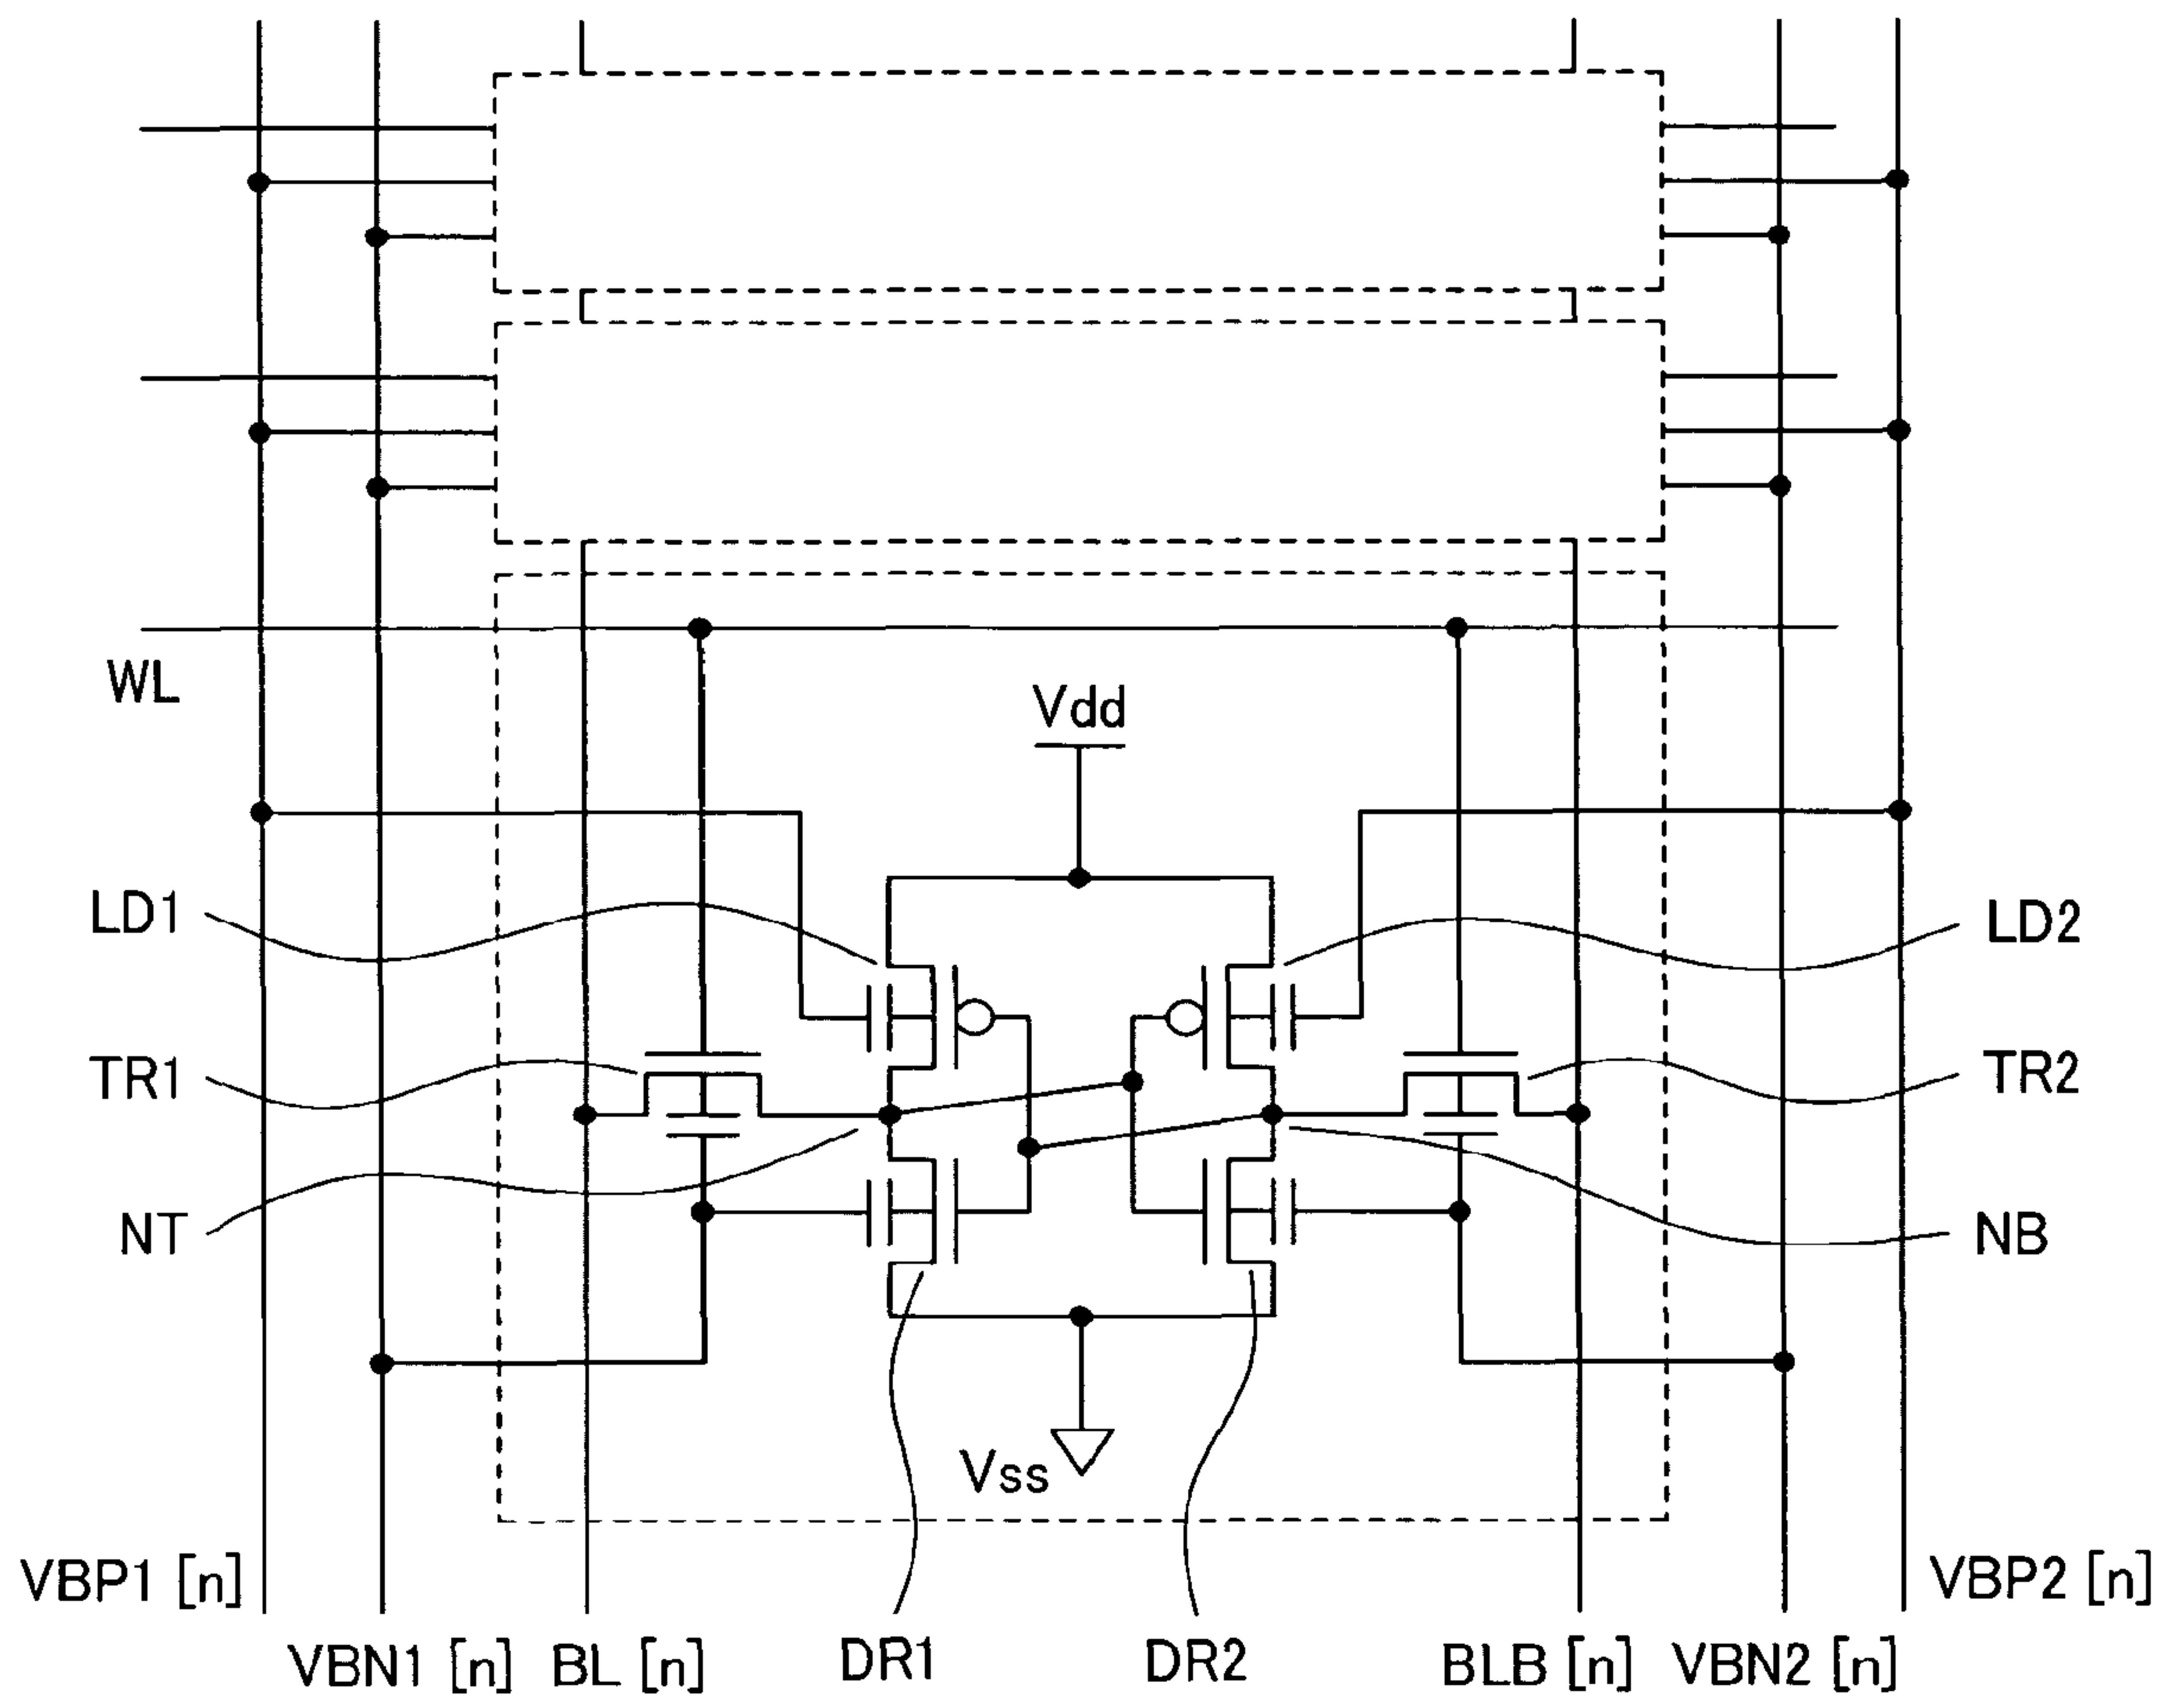 WL
Vdd
LD1
LD2
TR1
TR2
NT
NB
Vss
VBP1 [n]
VBP2 [n]
VBN1 [n]
BL [n]
DR1
DR2
BLB [n]
VBN2 [n]